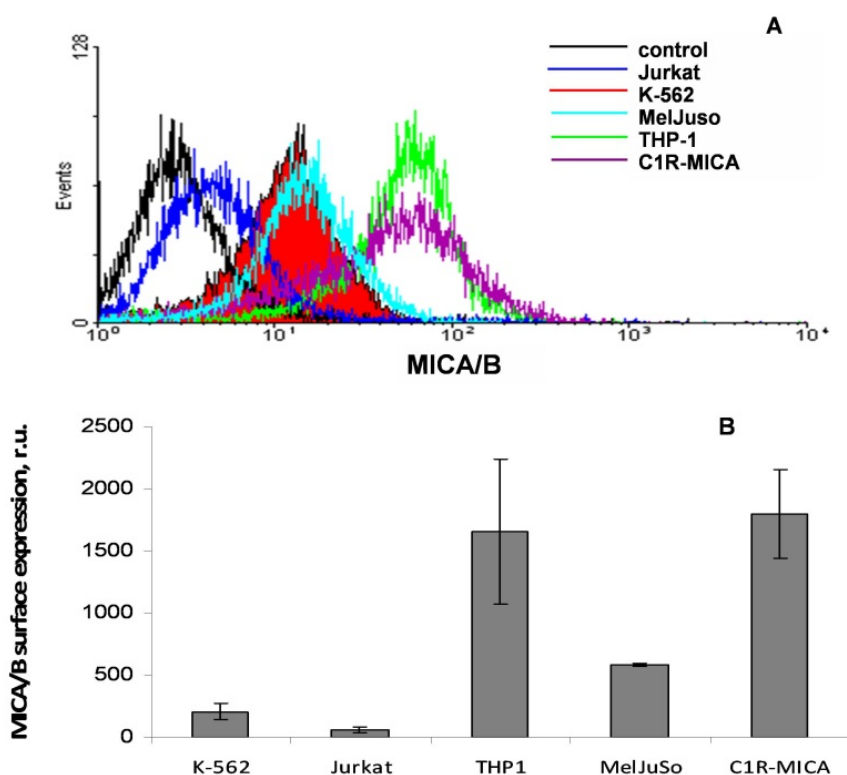 A
128
control
Jurkat
K-562
MelJuso
THP-1
C1R-MICA
Events
0
10⁰ 10¹ 10² 10³ 10⁴
MICA/B
B
MICA/B surface expression, r.u.
2500
2000
1500
1000
500
0
K-562 Jurkat THP1 MelJuSo C1R-MICA